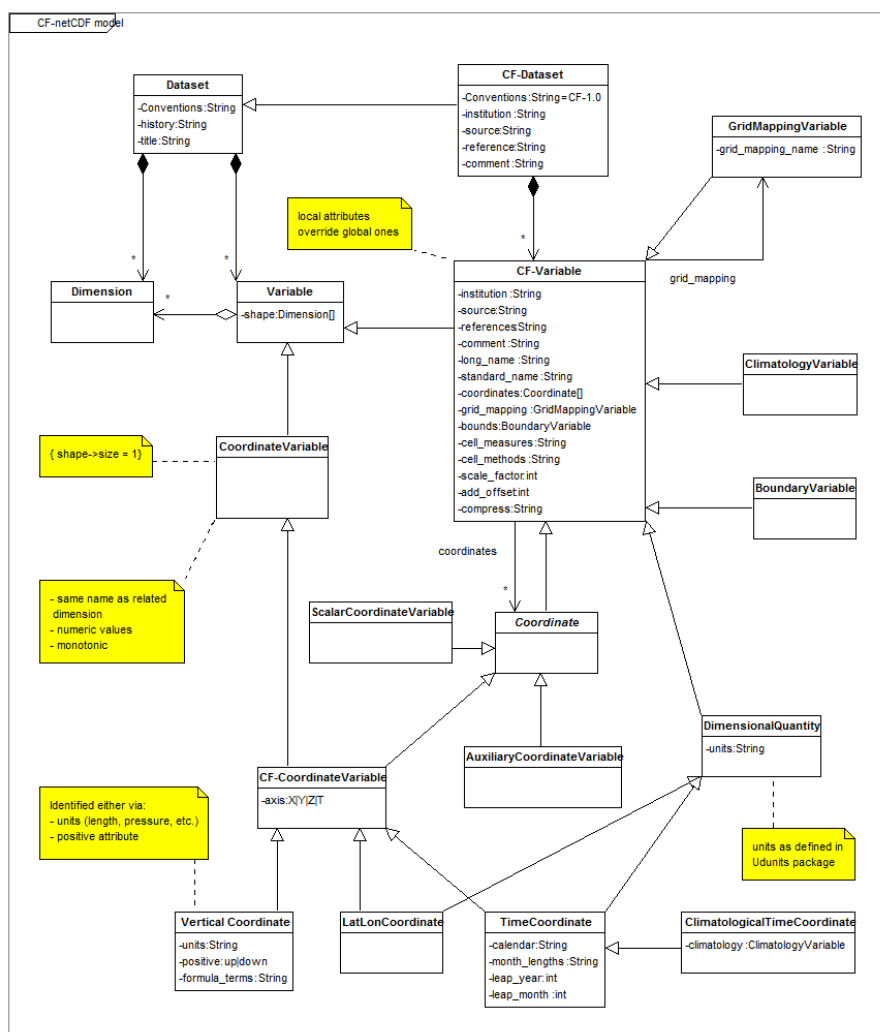 CF-netCDF model
Dataset
-Conventions:String
-history:String
-title:String
CF-Dataset
-Conventions:String=CF-1.0
-institution :String
-source:String
-reference:String
-comment:String
GridMappingVariable
-grid_mapping_name :String
local attributes
override global ones
*
*
*
Dimension
*
Variable
-shape:Dimension[]
CF-Variable
-institution :String
-source:String
-references:String
-comment:String
-long_name :String
-standard_name :String
-coordinates:Coordinate[]
-grid_mapping :GridMappingVariable
-bounds:BoundaryVariable
-cell_measures:String
-cell_methods:String
-scale_factor:int
-add_offset:int
-compress:String
grid_mapping
ClimatologyVariable
{ shape->size = 1}
CoordinateVariable
BoundaryVariable
coordinates
*
- same name as related
dimension
- numeric values
- monotonic
ScalarCoordinateVariable
Coordinate
AuxiliaryCoordinateVariable
DimensionalQuantity
-units:String
CF-CoordinateVariable
-axis:X|Y|Z|T
Identified either via:
- units (length, pressure, etc.)
- positive attribute
units as defined in
Udunits package
Vertical Coordinate
-units:String
-positive:up|down
-formula_terms:String
LatLonCoordinate
TimeCoordinate
-calendar:String
-month_lengths :String
-leap_year:int
-leap_month :int
ClimatologicalTimeCoordinate
-climatology :ClimatologyVariable